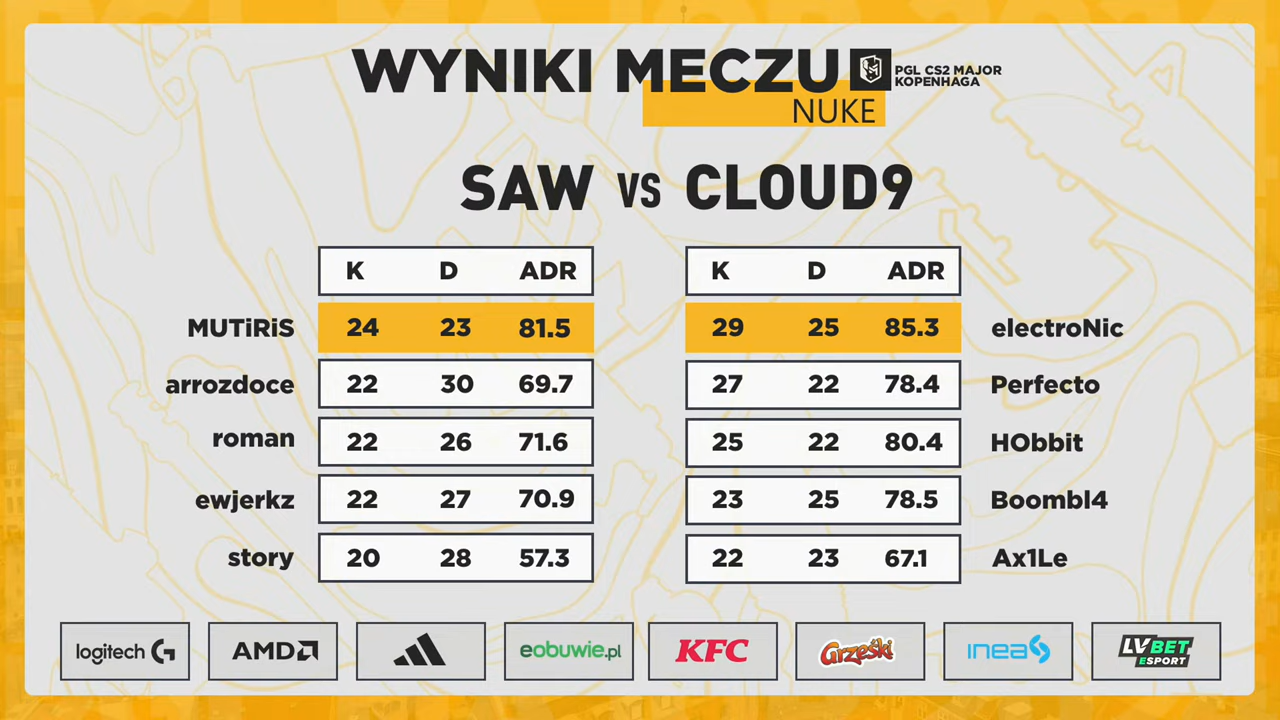 WYNIKI MECZU
PGL CS2 MAJOR
KOPENHAGA
NUKE
SAW VS CLOUD9
K D ADR K D ADR
MUTiRiS 24 23 81.5 29 25 85.3 electroNic
arrozdoce 22 30 69.7 27 22 78.4 Perfecto
roman 22 26 71.6 25 22 80.4 HObbit
ewjerkz 22 27 70.9 23 25 78.5 Boombl4
story 20 28 57.3 22 23 67.1 Ax1Le
logitech G AMD eobuwie.pl KFC Grześki inea LVBET
ESPORT